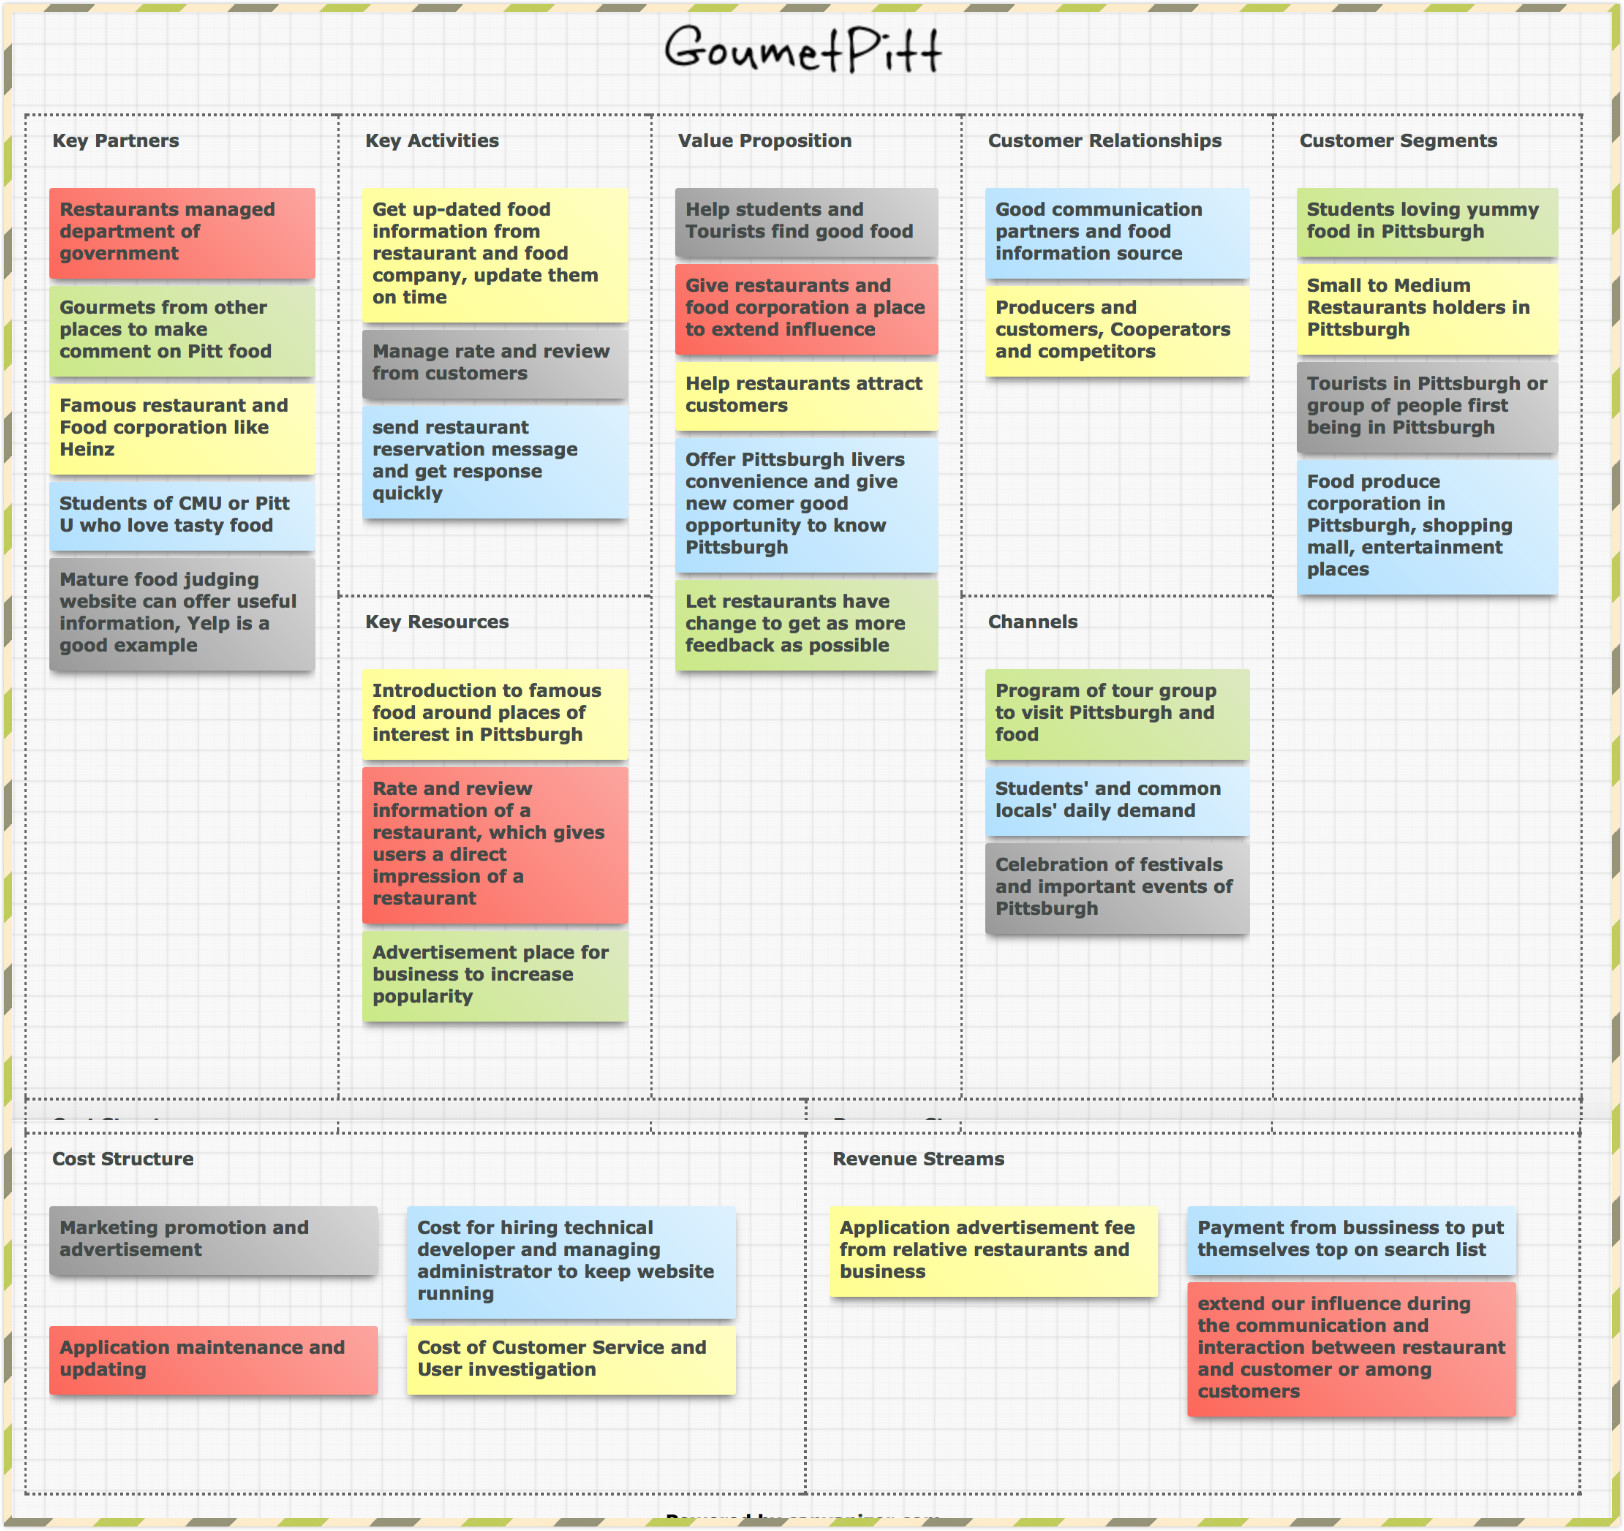 GoumetPitt
Key Partners
Restaurants managed
department of
government
Gourmets from other
places to make
comment on Pitt food
Famous restaurant and
Food corporation like
Heinz
Students of CMU or Pitt
U who love tasty food
Mature food judging
website can offer useful
information, Yelp is a
good example
Key Activities
Get up-dated food
information from
restaurant and food
company, update them
on time
Manage rate and review
from customers
send restaurant
reservation message
and get response
quickly
Key Resources
Introduction to famous
food around places of
interest in Pittsburgh
Rate and review
information of a
restaurant, which gives
users a direct
impression of a
restaurant
Advertisement place for
business to increase
popularity
Value Proposition
Help students and
Tourists find good food
Give restaurants and
food corporation a place
to extend influence
Help restaurants attract
customers
Offer Pittsburgh livers
convenience and give
new comer good
opportunity to know
Pittsburgh
Let restaurants have
change to get as more
feedback as possible
Customer Relationships
Good communication
partners and food
information source
Producers and
customers, Cooperators
and competitors
Channels
Program of tour group
to visit Pittsburgh and
food
Students' and common
locals' daily demand
Celebration of festivals
and important events of
Pittsburgh
Customer Segments
Students loving yummy
food in Pittsburgh
Small to Medium
Restaurants holders in
Pittsburgh
Tourists in Pittsburgh or
group of people first
being in Pittsburgh
Food produce
corporation in
Pittsburgh, shopping
mall, entertainment
places
Cost Structure
Marketing promotion and
advertisement
Cost for hiring technical
developer and managing
administrator to keep website
running
Application maintenance and
updating
Cost of Customer Service and
User investigation
Revenue Streams
Application advertisement fee
from relative restaurants and
business
Payment from bussiness to put
themselves top on search list
extend our influence during
the communication and
interaction between restaurant
and customer or among
customers